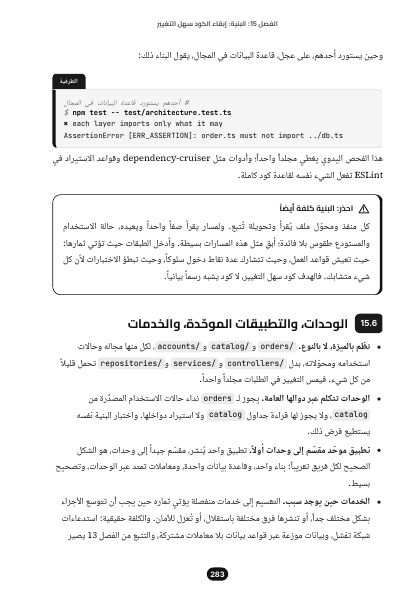 الفصل 15: البنية: إبقاء الكود سهل التغيير
وحين يستورد أحدهم، على عجل، قاعدة البيانات في المجال، يقول البناء ذلك:
الطرفية
# أحدهم يستورد قاعدة البيانات في المجال
$ npm test -- test/architecture.test.ts
✖ each layer imports only what it may
AssertionError [ERR_ASSERTION]: order.ts must not import ../db.ts
هذا الفحص اليدوي يغطي مجلداً واحداً؛ وأدوات مثل dependency-cruiser وقواعد الاستيراد في
ESLint تفعل الشيء نفسه لقاعدة كود كاملة.
احذر: البنية كلفة أيضاً
كل منفذ ومحوّل ملف يُقرأ وتحويلة تُتبع. ولمسار يقرأ صفاً واحداً ويعيده، حالة الاستخدام
والمستودع طقوس بلا فائدة؛ أبقِ مثل هذه المسارات بسيطة. وأدخل الطبقات حيث تؤتي ثمارها:
حيث تعيش قواعد العمل، وحيث تتشارك عدة نقاط دخول سلوكاً، وحيث تبطؤ الاختبارات لأن كل
شيء متشابك. فالهدف كود سهل التغيير، لا كود يشبه رسماً بيانياً.
15.6 الوحدات، والتطبيقات الموحّدة، والخدمات
• نظّم بالميزة، لا بالنوع. orders/ و catalog/ و accounts/، لكل منها مجاله وحالات
استخدامه ومحوّلاته، بدل controllers/ و services/ و repositories/ تحمل قليلاً
من كل شيء. فيمس التغيير في الطلبات مجلداً واحداً.
• الوحدات تتكلم عبر دوالها العامة. يجوز لـ orders نداء حالات الاستخدام المصدَّرة من
catalog، ولا يجوز لها قراءة جداول catalog ولا استيراد دواخلها. واختبار البنية نفسه
يستطيع فرض ذلك.
• تطبيق موحّد مقسّم إلى وحدات أولاً. تطبيق واحد يُنشر، مقسّم جيداً إلى وحدات، هو الشكل
الصحيح لكل فريق تقريباً: بناء واحد، وقاعدة بيانات واحدة، ومعاملات تمتد عبر الوحدات، وتصحيح
بسيط.
• الخدمات حين يوجد سبب. التقسيم إلى خدمات منفصلة يؤتي ثماره حين يجب أن تتوسع الأجزاء
بشكل مختلف جداً، أو تنشرها فرق مختلفة باستقلال، أو تُعزل للأمان. والكلفة حقيقية: استدعاءات
شبكة تفشل، وبيانات موزعة عبر قواعد بيانات بلا معاملات مشتركة، والتتبع من الفصل 13 يصير
283